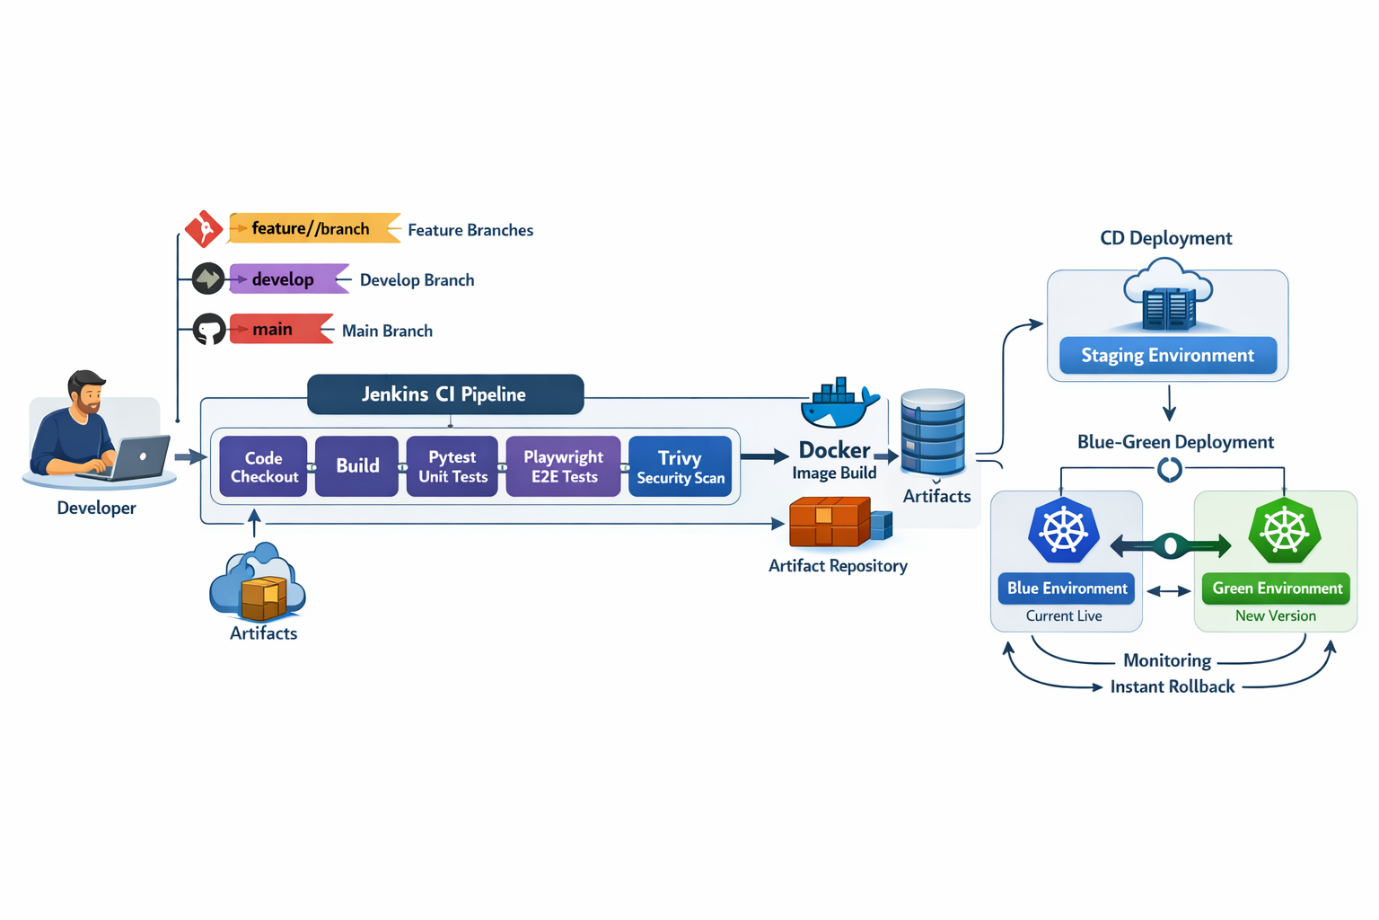 feature//branch
Feature Branches
develop
Develop Branch
main
Main Branch
Developer
Jenkins CI Pipeline
Code
Checkout
Build
Pytest
Unit Tests
Playwright
E2E Tests
Trivy
Security Scan
Artifacts
Docker
Image Build
Artifacts
Artifact Repository
CD Deployment
Staging Environment
Blue-Green Deployment
Blue Environment
Current Live
Green Environment
New Version
Monitoring
Instant Rollback